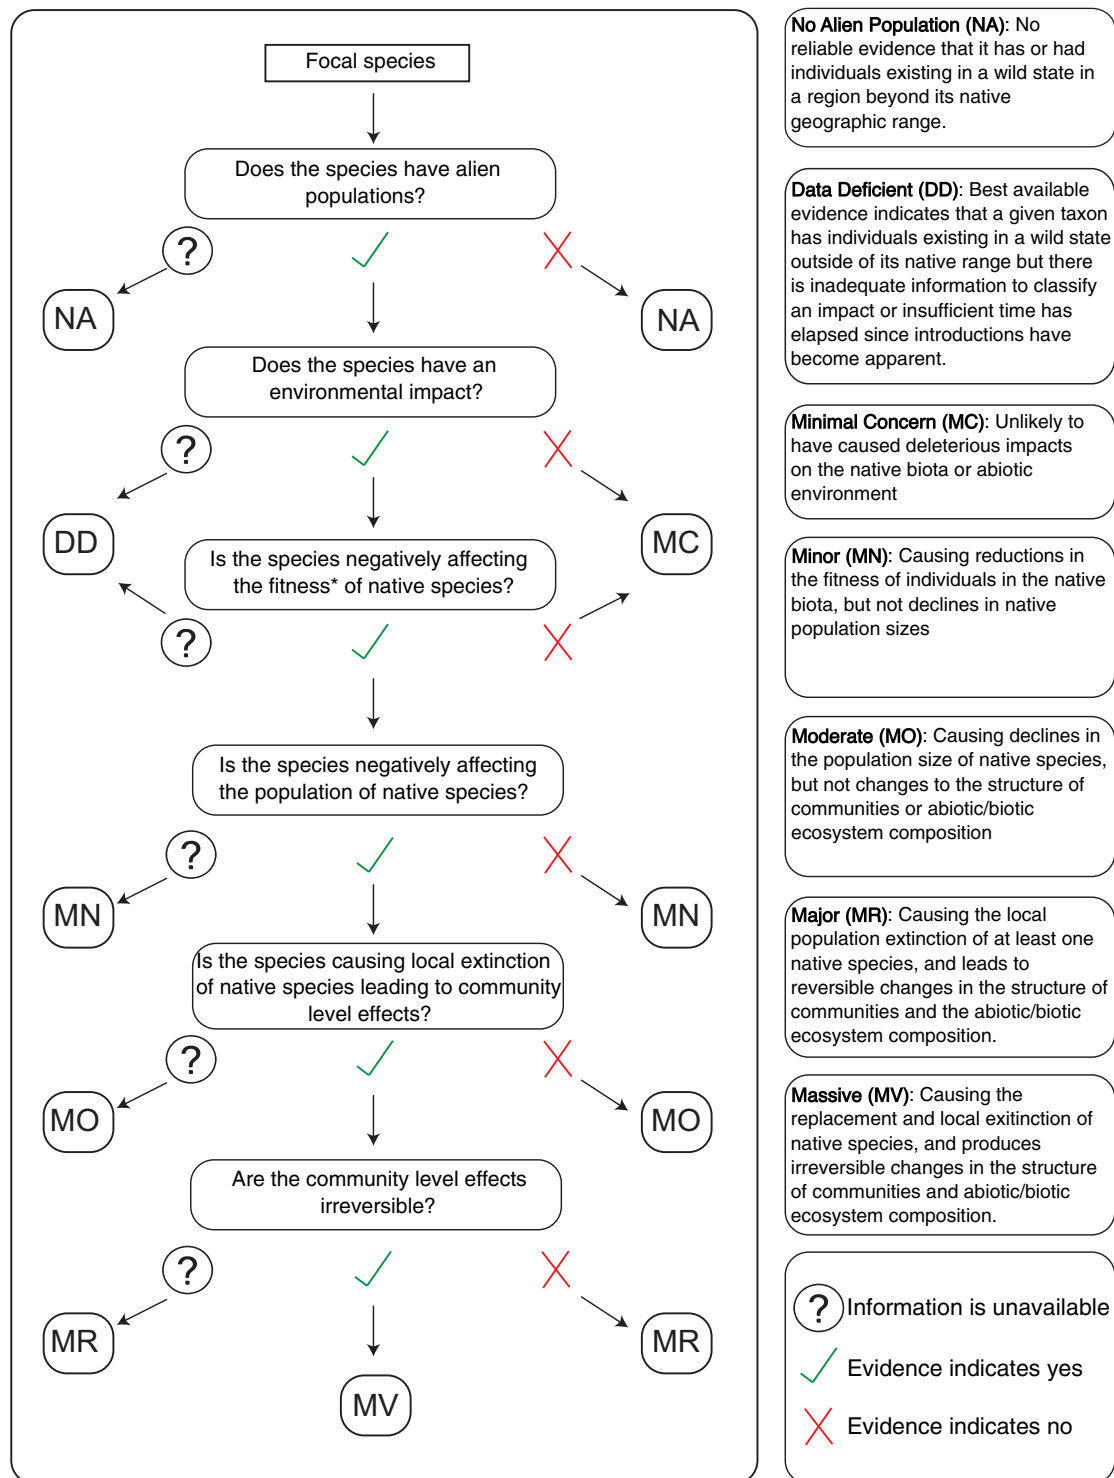 Focal species
Does the species have alien
populations?
?
NA
NA
Does the species have an
environmental impact?
?
DD
MC
Is the species negatively affecting
the fitness* of native species?
?
Is the species negatively affecting
the population of native species?
?
MN
MN
Is the species causing local extinction
of native species leading to community
level effects?
?
MO
MO
Are the community level effects
irreversible?
?
MR
MR
MV
No Alien Population (NA): No
reliable evidence that it has or had
individuals existing in a wild state in
a region beyond its native
geographic range.
Data Deficient (DD): Best available
evidence indicates that a given taxon
has individuals existing in a wild state
outside of its native range but there
is inadequate information to classify
an impact or insufficient time has
elapsed since introductions have
become apparent.
Minimal Concern (MC): Unlikely to
have caused deleterious impacts
on the native biota or abiotic
environment
Minor (MN): Causing reductions in
the fitness of individuals in the native
biota, but not declines in native
population sizes
Moderate (MO): Causing declines in
the population size of native species,
but not changes to the structure of
communities or abiotic/biotic
ecosystem composition
Major (MR): Causing the local
population extinction of at least one
native species, and leads to
reversible changes in the structure of
communities and the abiotic/biotic
ecosystem composition.
Massive (MV): Causing the
replacement and local exitinction of
native species, and produces
irreversible changes in the structure
of communities and abiotic/biotic
ecosystem composition.
? Information is unavailable
Evidence indicates yes
Evidence indicates no